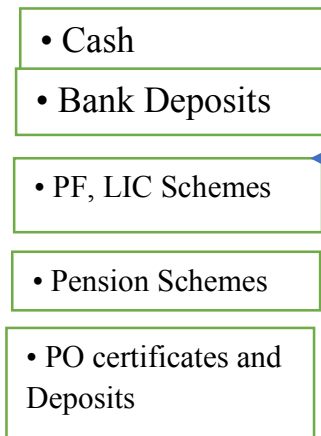 • Cash
• Bank Deposits
• PF, LIC Schemes
• Pension Schemes
• PO certificates and
Deposits